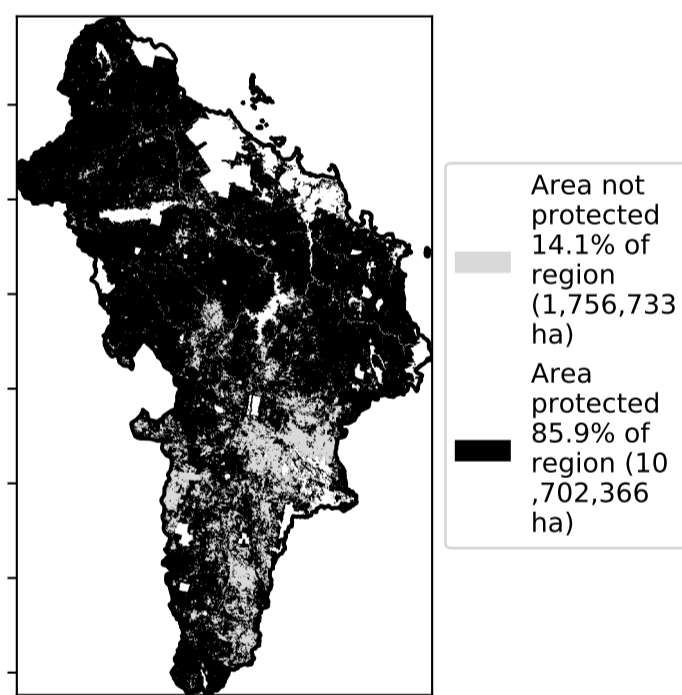 Area not
protected
14.1% of
region
(1,756,733
ha)
Area
protected
85.9% of
region (10
,702,366
ha)